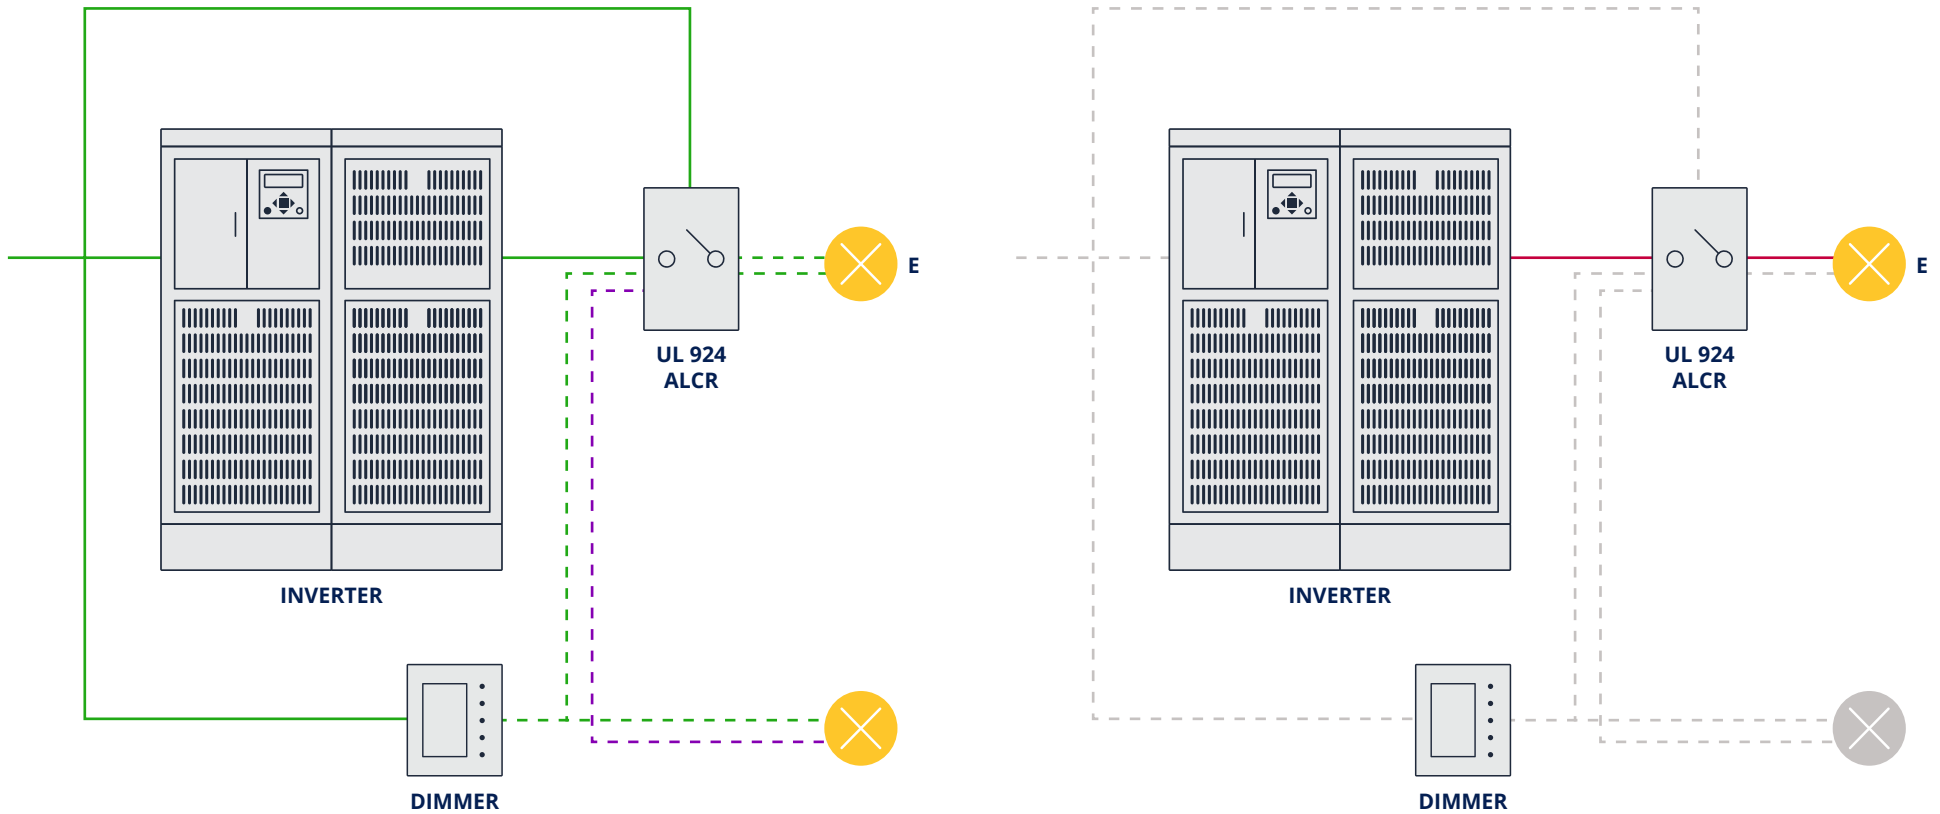 E
UL 924
ALCR
INVERTER
DIMMER
E
UL 924
ALCR
INVERTER
DIMMER